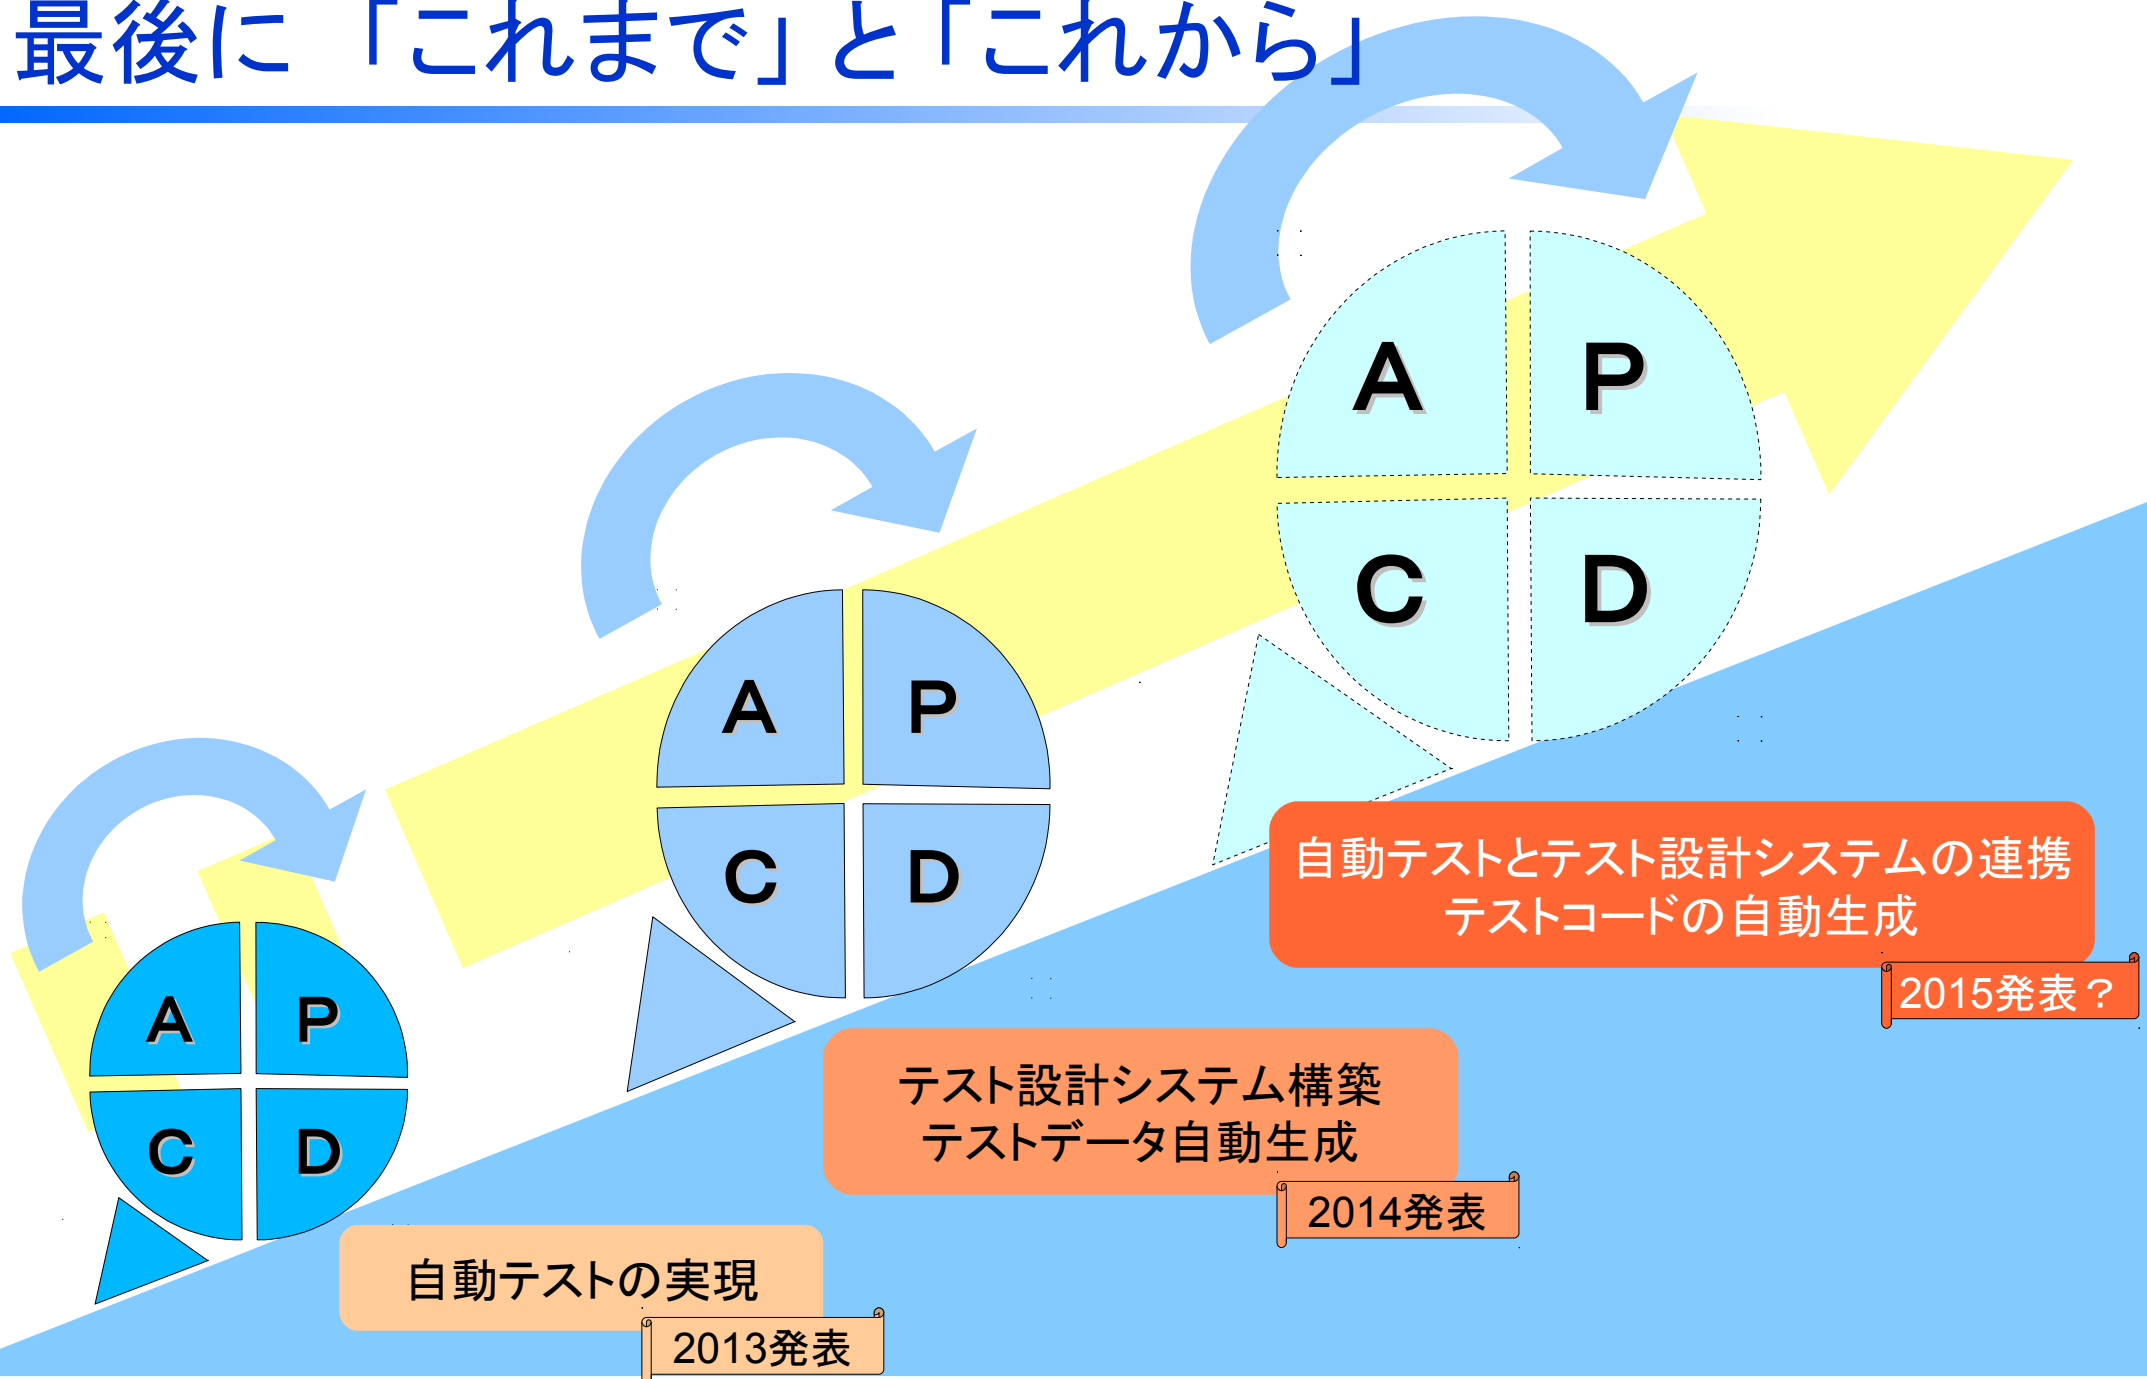 最後に 「これまで」と「これから」
A P
C D
A P
C D
A P
C D
自動テストとテスト設計システムの連携
テストコードの自動生成
2015発表？
テスト設計システム構築
テストデータ自動生成
2014発表
自動テストの実現
2013発表